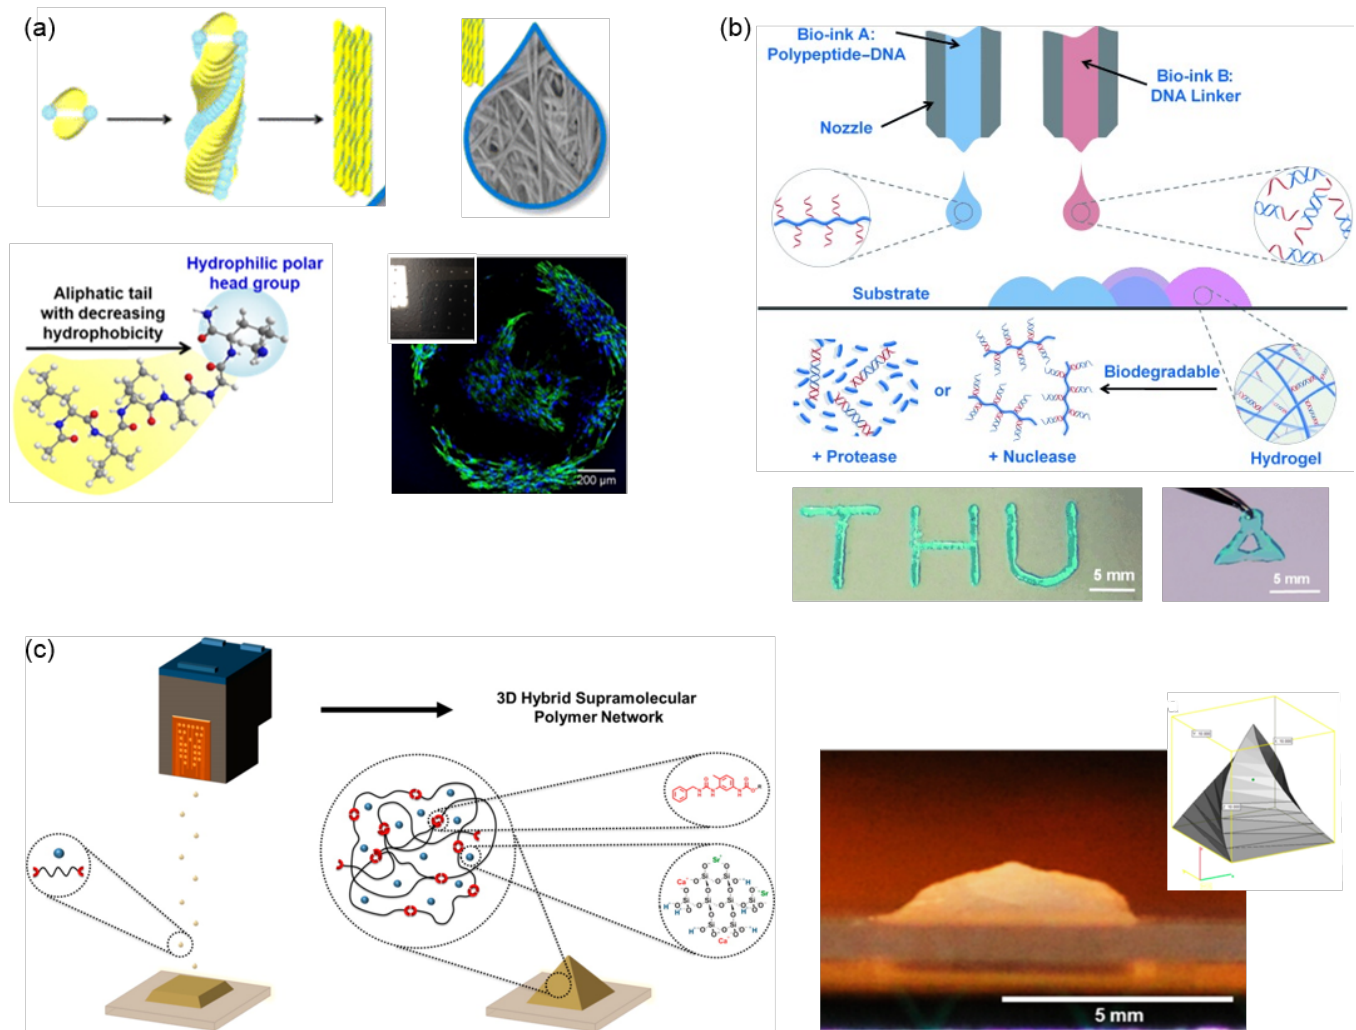 (a)
Hydrophilic polar
head group
Aliphatic tail
with decreasing
hydrophobicity
200 µm
(b)
Bio-ink A:
Polypeptide–DNA
Bio-ink B:
DNA Linker
Nozzle
Substrate
Biodegradable
or
+ Protease
+ Nuclease
Hydrogel
THU
5 mm
5 mm
(c)
3D Hybrid Supramolecular
Polymer Network
5 mm